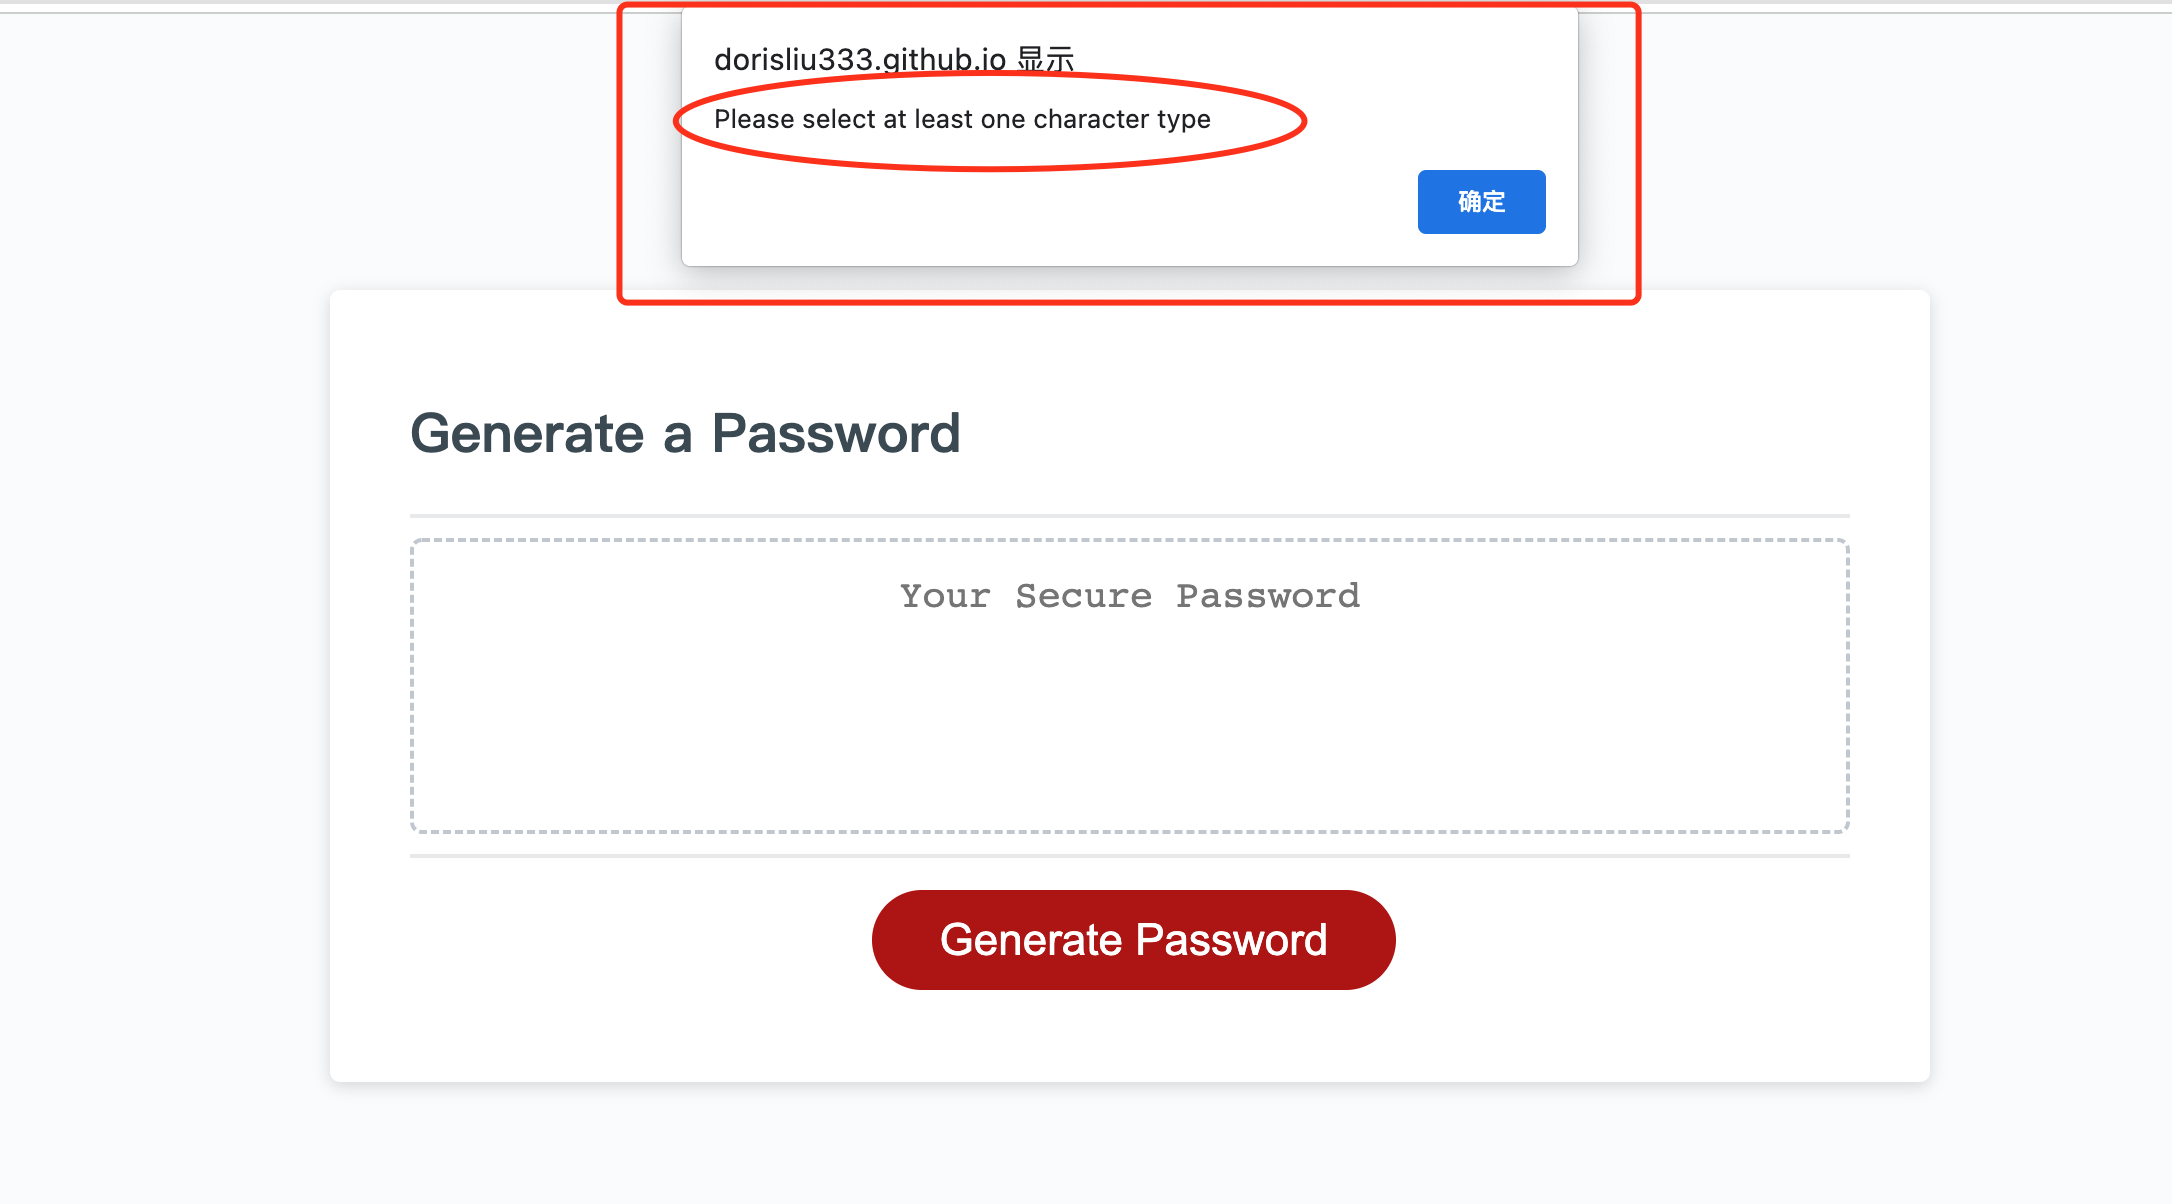 dorisliu333.github.io 显示
Please select at least one character type
确定
Generate a Password
Your Secure Password
Generate Password